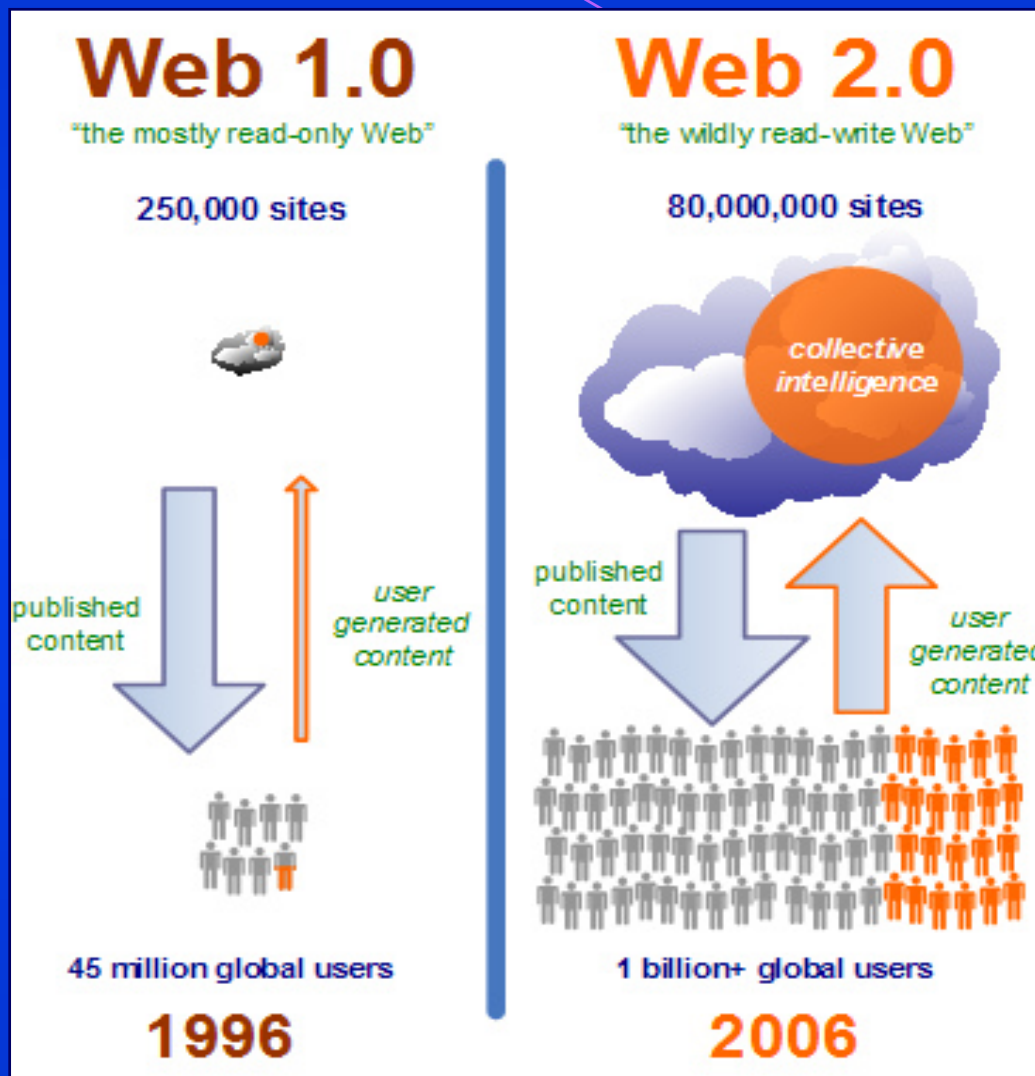 Web 1.0
"the mostly read-only Web"
250,000 sites
published
content
user
generated
content
45 million global users
1996
Web 2.0
"the wildly read-write Web"
80,000,000 sites
collective
intelligence
published
content
user
generated
content
1 billion+ global users
2006